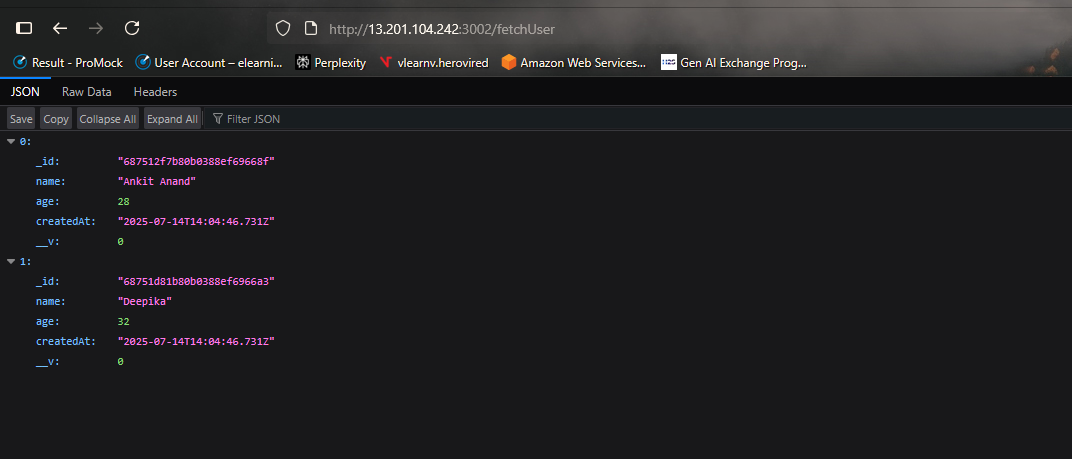 http://13.201.104.242:3002/fetchUser
Result - ProMock User Account – elearni... Perplexity vlearnv.herovired Amazon Web Services... Gen AI Exchange Prog...
JSON Raw Data Headers
Save Copy Collapse All Expand All Filter JSON
0:
_id: "687512f7b80b0388ef69668f"
name: "Ankit Anand"
age: 28
createdAt: "2025-07-14T14:04:46.731Z"
__v: 0
1:
_id: "68751d81b80b0388ef6966a3"
name: "Deepika"
age: 32
createdAt: "2025-07-14T14:04:46.731Z"
__v: 0